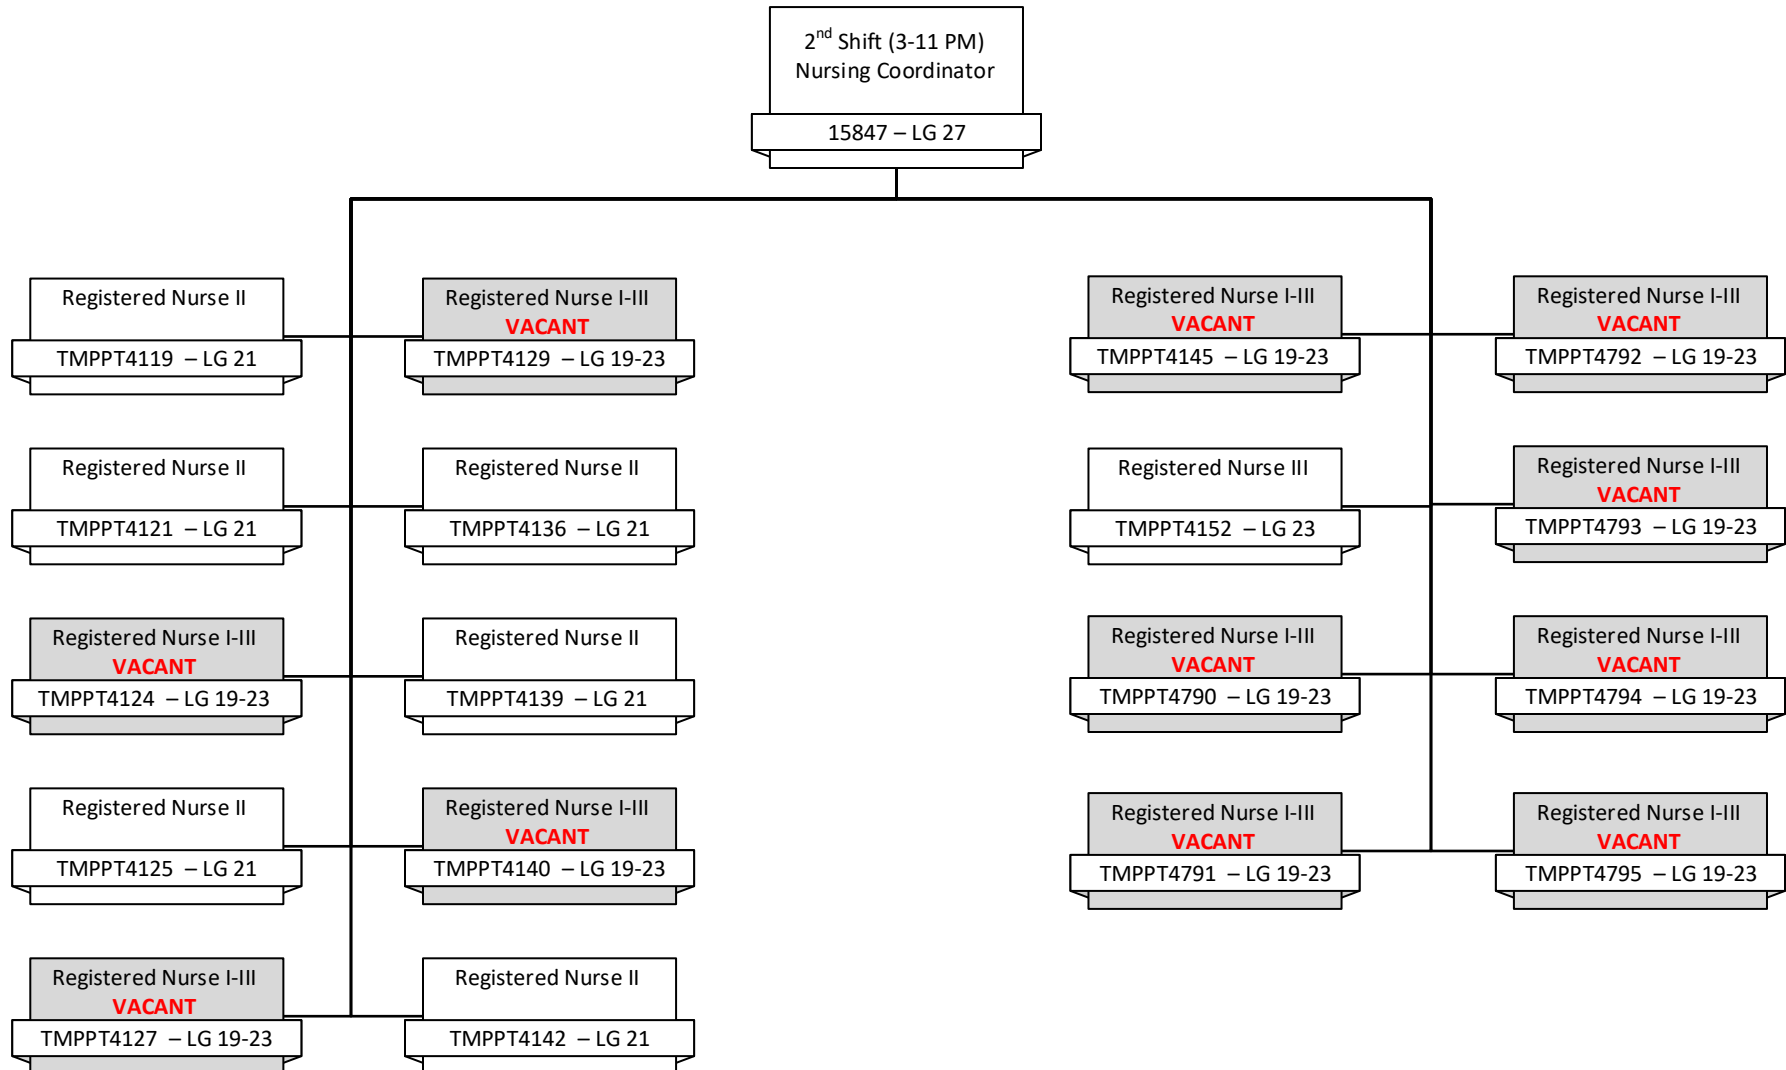 2nd Shift (3-11 PM)
Nursing Coordinator
15847 – LG 27
Registered Nurse II
TMPPT4119 – LG 21
Registered Nurse I-III
VACANT
TMPPT4129 – LG 19-23
Registered Nurse I-III
VACANT
TMPPT4145 – LG 19-23
Registered Nurse I-III
VACANT
TMPPT4792 – LG 19-23
Registered Nurse II
TMPPT4121 – LG 21
Registered Nurse II
TMPPT4136 – LG 21
Registered Nurse III
TMPPT4152 – LG 23
Registered Nurse I-III
VACANT
TMPPT4793 – LG 19-23
Registered Nurse I-III
VACANT
TMPPT4124 – LG 19-23
Registered Nurse II
TMPPT4139 – LG 21
Registered Nurse I-III
VACANT
TMPPT4790 – LG 19-23
Registered Nurse I-III
VACANT
TMPPT4794 – LG 19-23
Registered Nurse II
TMPPT4125 – LG 21
Registered Nurse I-III
VACANT
TMPPT4140 – LG 19-23
Registered Nurse I-III
VACANT
TMPPT4791 – LG 19-23
Registered Nurse I-III
VACANT
TMPPT4795 – LG 19-23
Registered Nurse I-III
VACANT
TMPPT4127 – LG 19-23
Registered Nurse II
TMPPT4142 – LG 21